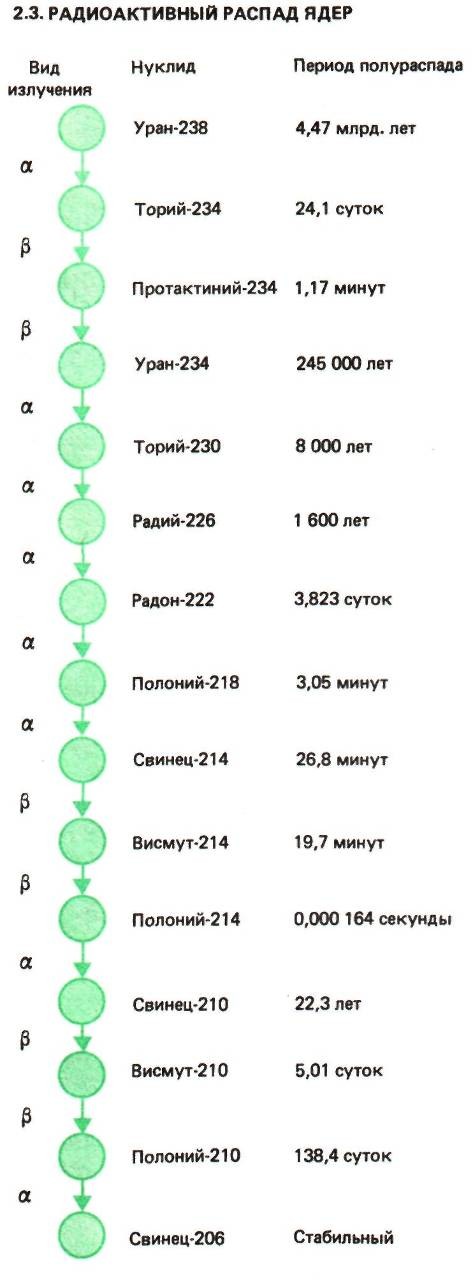 2.3. РАДИОАКТИВНЫЙ РАСПАД ЯДЕР
Вид излучения Нуклид Период полураспада
Уран-238 4,47 млрд. лет
α
Торий-234 24,1 суток
β
Протактиний-234 1,17 минут
β
Уран-234 245 000 лет
α
Торий-230 8 000 лет
α
Радий-226 1 600 лет
α
Радон-222 3,823 суток
α
Полоний-218 3,05 минут
α
Свинец-214 26,8 минут
β
Висмут-214 19,7 минут
β
Полоний-214 0,000 164 секунды
α
Свинец-210 22,3 лет
β
Висмут-210 5,01 суток
β
Полоний-210 138,4 суток
α
Свинец-206 Стабильный